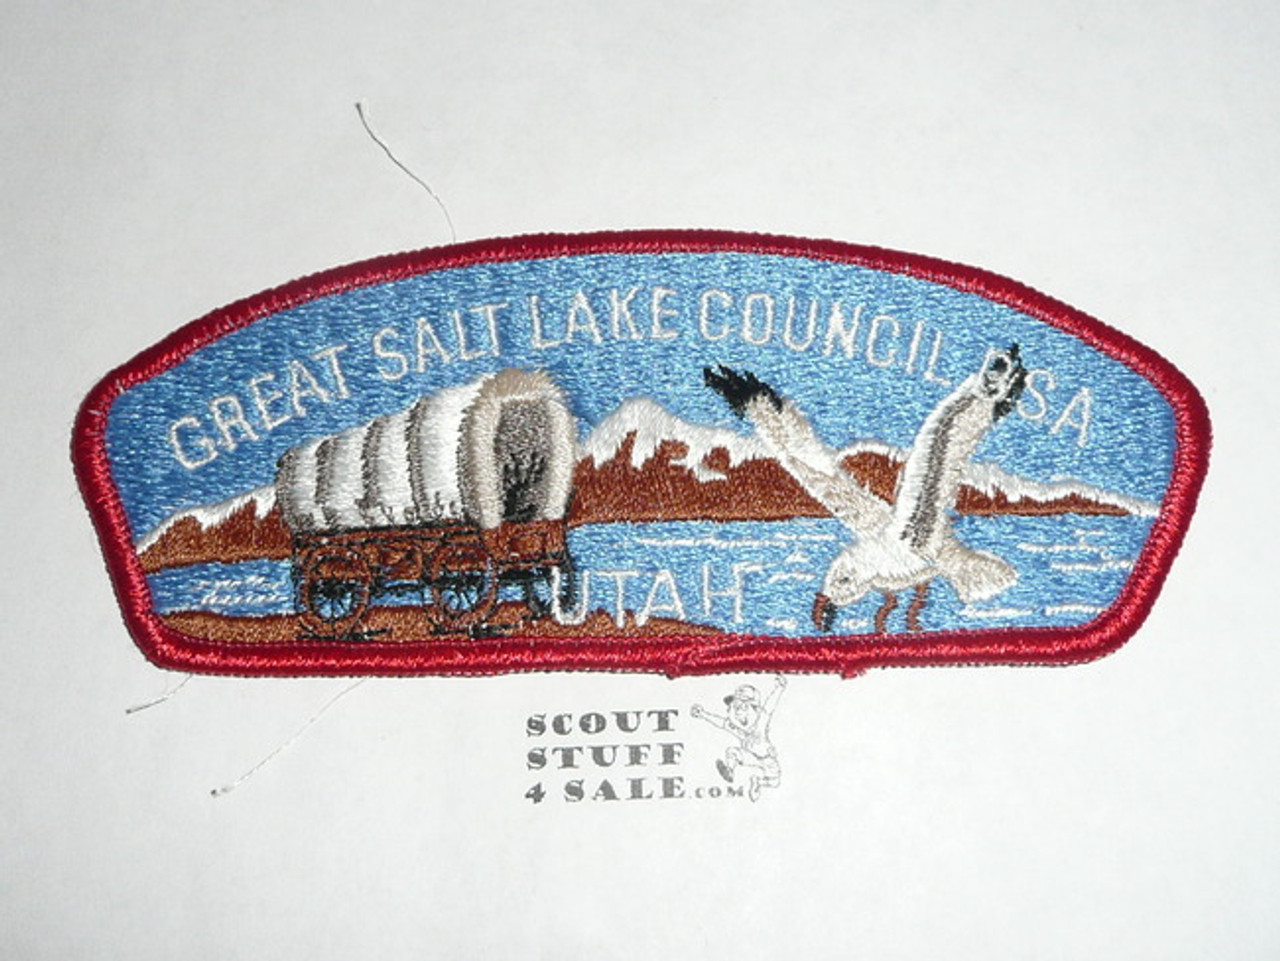 GREAT SALT LAKE COUNCIL BSA
UTAH
SCOUT
STUFF
4 SALE.COM